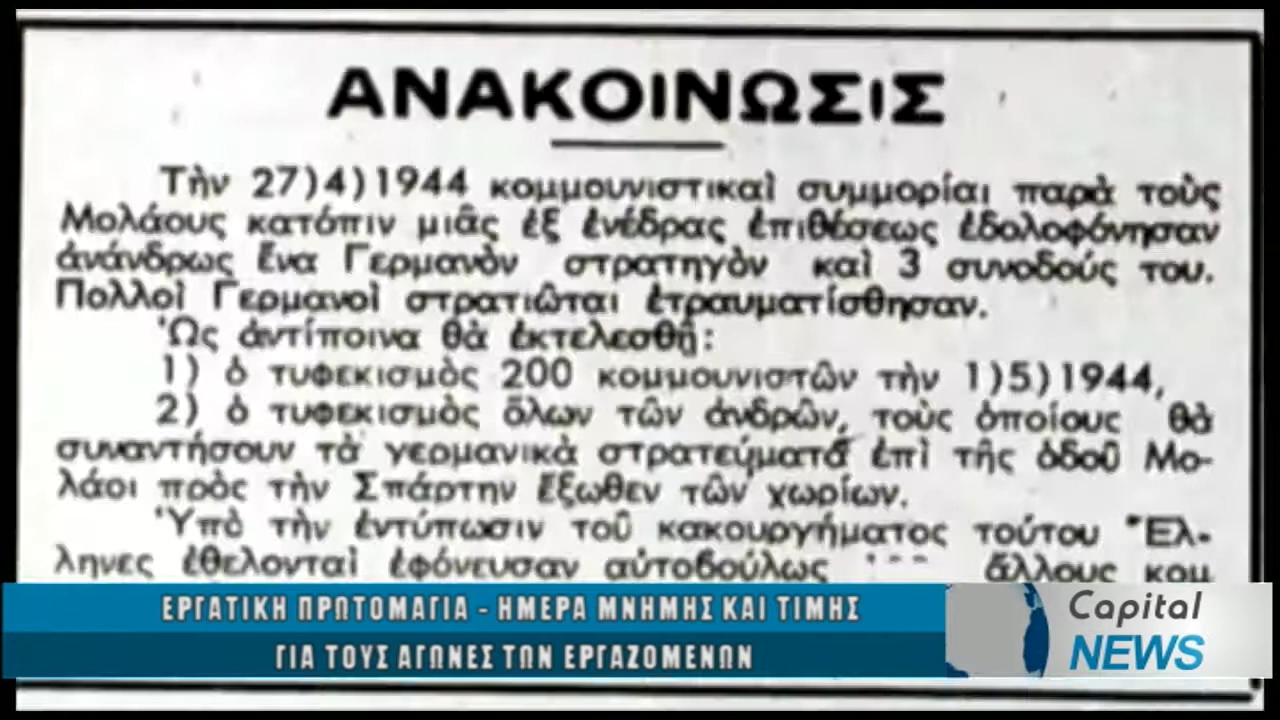 ΑΝΑΚΟΙΝΩΣΙΣ
Τὴν 27)4)1944 κομμουνιστικαὶ συμμορίαι παρὰ τοὺς
Μολάους κατόπιν μιᾶς ἐξ ἐνέδρας ἐπιθέσεως ἐδολοφόνησαν
ἀνάνδρως ἕνα Γερμανὸν στρατηγὸν καὶ 3 συνοδούς του.
Πολλοὶ Γερμανοὶ στρατιῶται ἐτραυματίσθησαν.
Ὡς ἀντίποινα θὰ ἐκτελεσθῇ:
1) ὁ τυφεκισμὸς 200 κομμουνιστῶν τὴν 1)5)1944,
2) ὁ τυφεκισμὸς ὅλων τῶν ἀνδρῶν, τοὺς ὁποίους θὰ
συναντήσουν τὰ γερμανικὰ στρατεύματα ἐπὶ τῆς ὁδοῦ Μο-
λάοι πρὸς τὴν Σπάρτην ἔξωθεν τῶν χωρίων.
Ὑπὸ τὴν ἐντύπωσιν τοῦ κακουργήματος τούτου Ἕλ-
ληνες ἐθελονταὶ ἐφόνευσαν αὐτοβούλως ἄλλους κομ
ΕΡΓΑΤΙΚΗ ΠΡΩΤΟΜΑΓΙΑ - ΗΜΕΡΑ ΜΝΗΜΗΣ ΚΑΙ ΤΙΜΗΣ
ΓΙΑ ΤΟΥΣ ΑΓΩΝΕΣ ΤΩΝ ΕΡΓΑΖΟΜΕΝΩΝ
Capital
NEWS